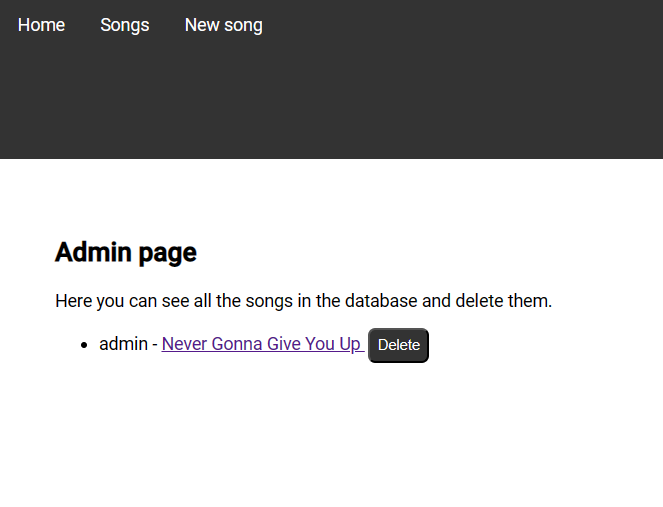 Home Songs New song
Admin page
Here you can see all the songs in the database and delete them.
admin - Never Gonna Give You Up Delete